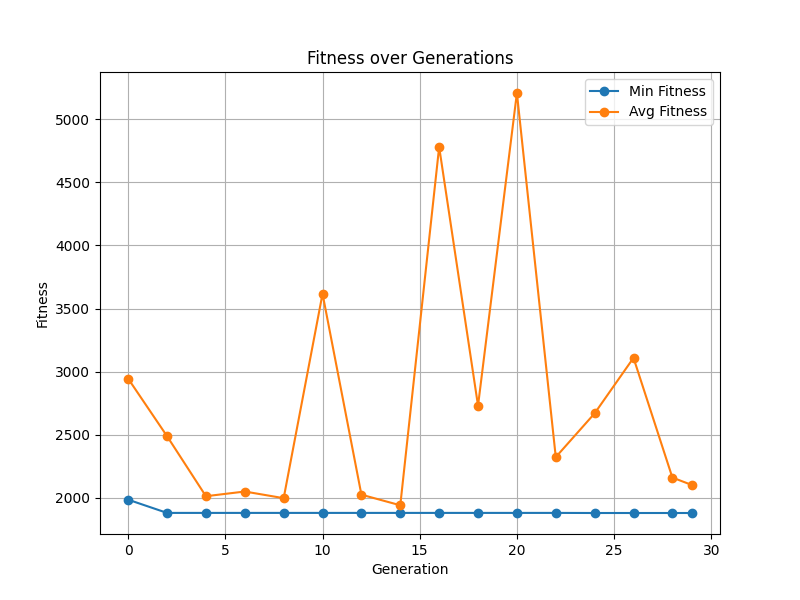 Fitness over Generations
Min Fitness
Avg Fitness
5000
4500
4000
3500
3000
2500
2000
Fitness
0 5 10 15 20 25 30
Generation